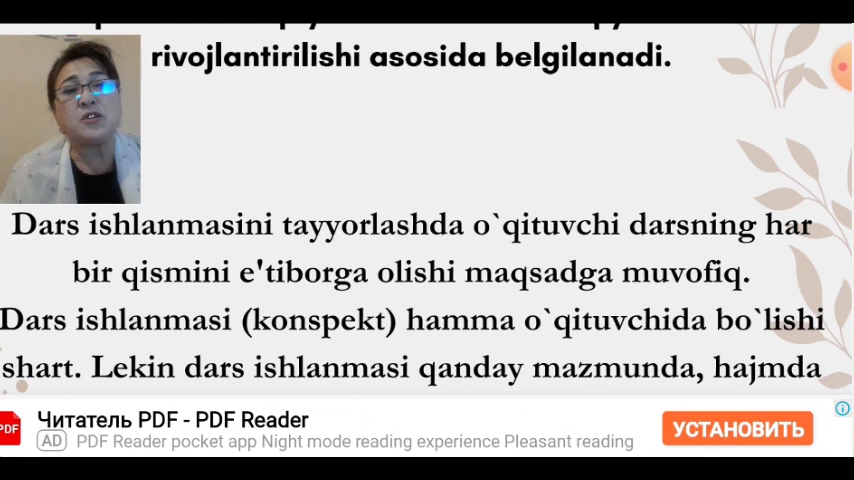 rivojlantirilishi asosida belgilanadi.
Dars ishlanmasini tayyorlashda o`qituvchi darsning har
bir qismini e'tiborga olishi maqsadga muvofiq.
Dars ishlanmasi (konspekt) hamma o`qituvchida bo`lishi
shart. Lekin dars ishlanmasi qanday mazmunda, hajmda
PDF
Читатель PDF - PDF Reader
AD PDF Reader pocket app Night mode reading experience Pleasant reading
УСТАНОВИТЬ